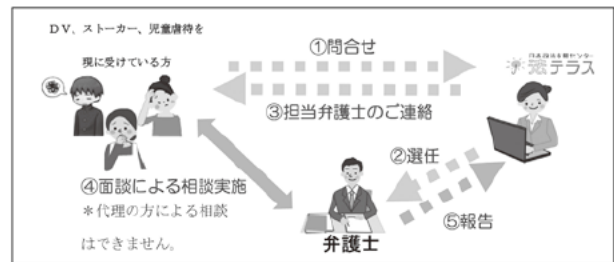 DV、ストーカー、児童虐待を
現に受けている方
①問合せ
法テラス
③担当弁護士のご連絡
②選任
④面談による相談実施
＊代理の方による相談
はできません。
⑤報告
弁護士